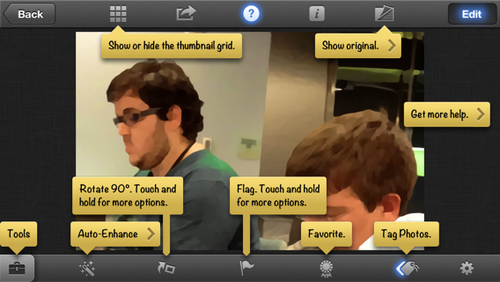 Back
?
i
Edit
Show or hide the thumbnail grid.
Show original.
Get more help.
Rotate 90°. Touch and
hold for more options.
Flag. Touch and hold
for more options.
Tools
Auto-Enhance
Favorite.
Tag Photos.